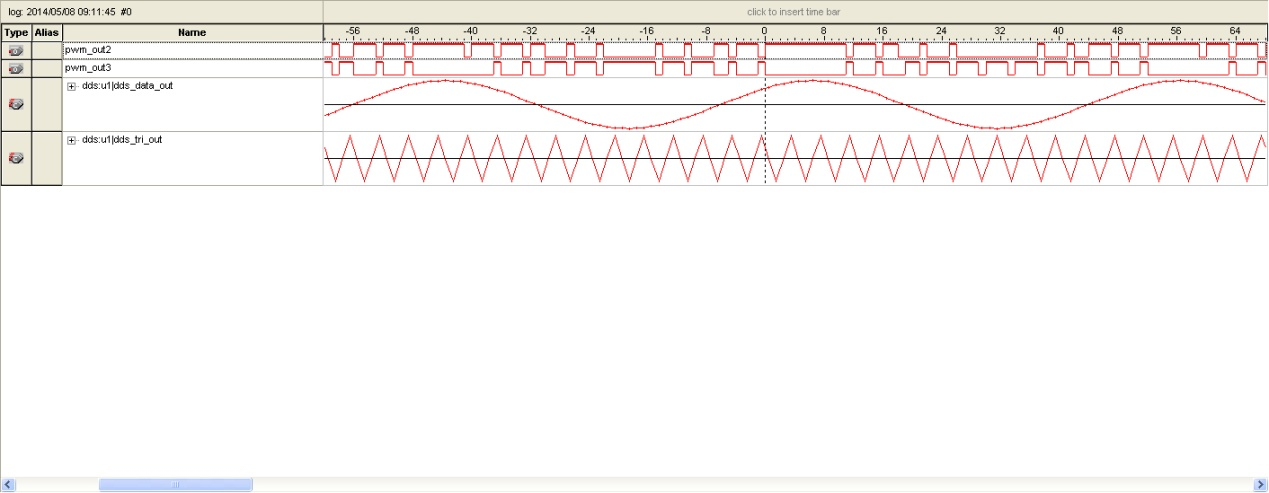 log: 2014/05/08 09:11:45 #0 click to insert time bar
Type Alias Name -56 -48 -40 -32 -24 -16 -8 0 8 16 24 32 40 48 56 64
pwm_out2
pwm_out3
dds:u1|dds_data_out
dds:u1|dds_tri_out